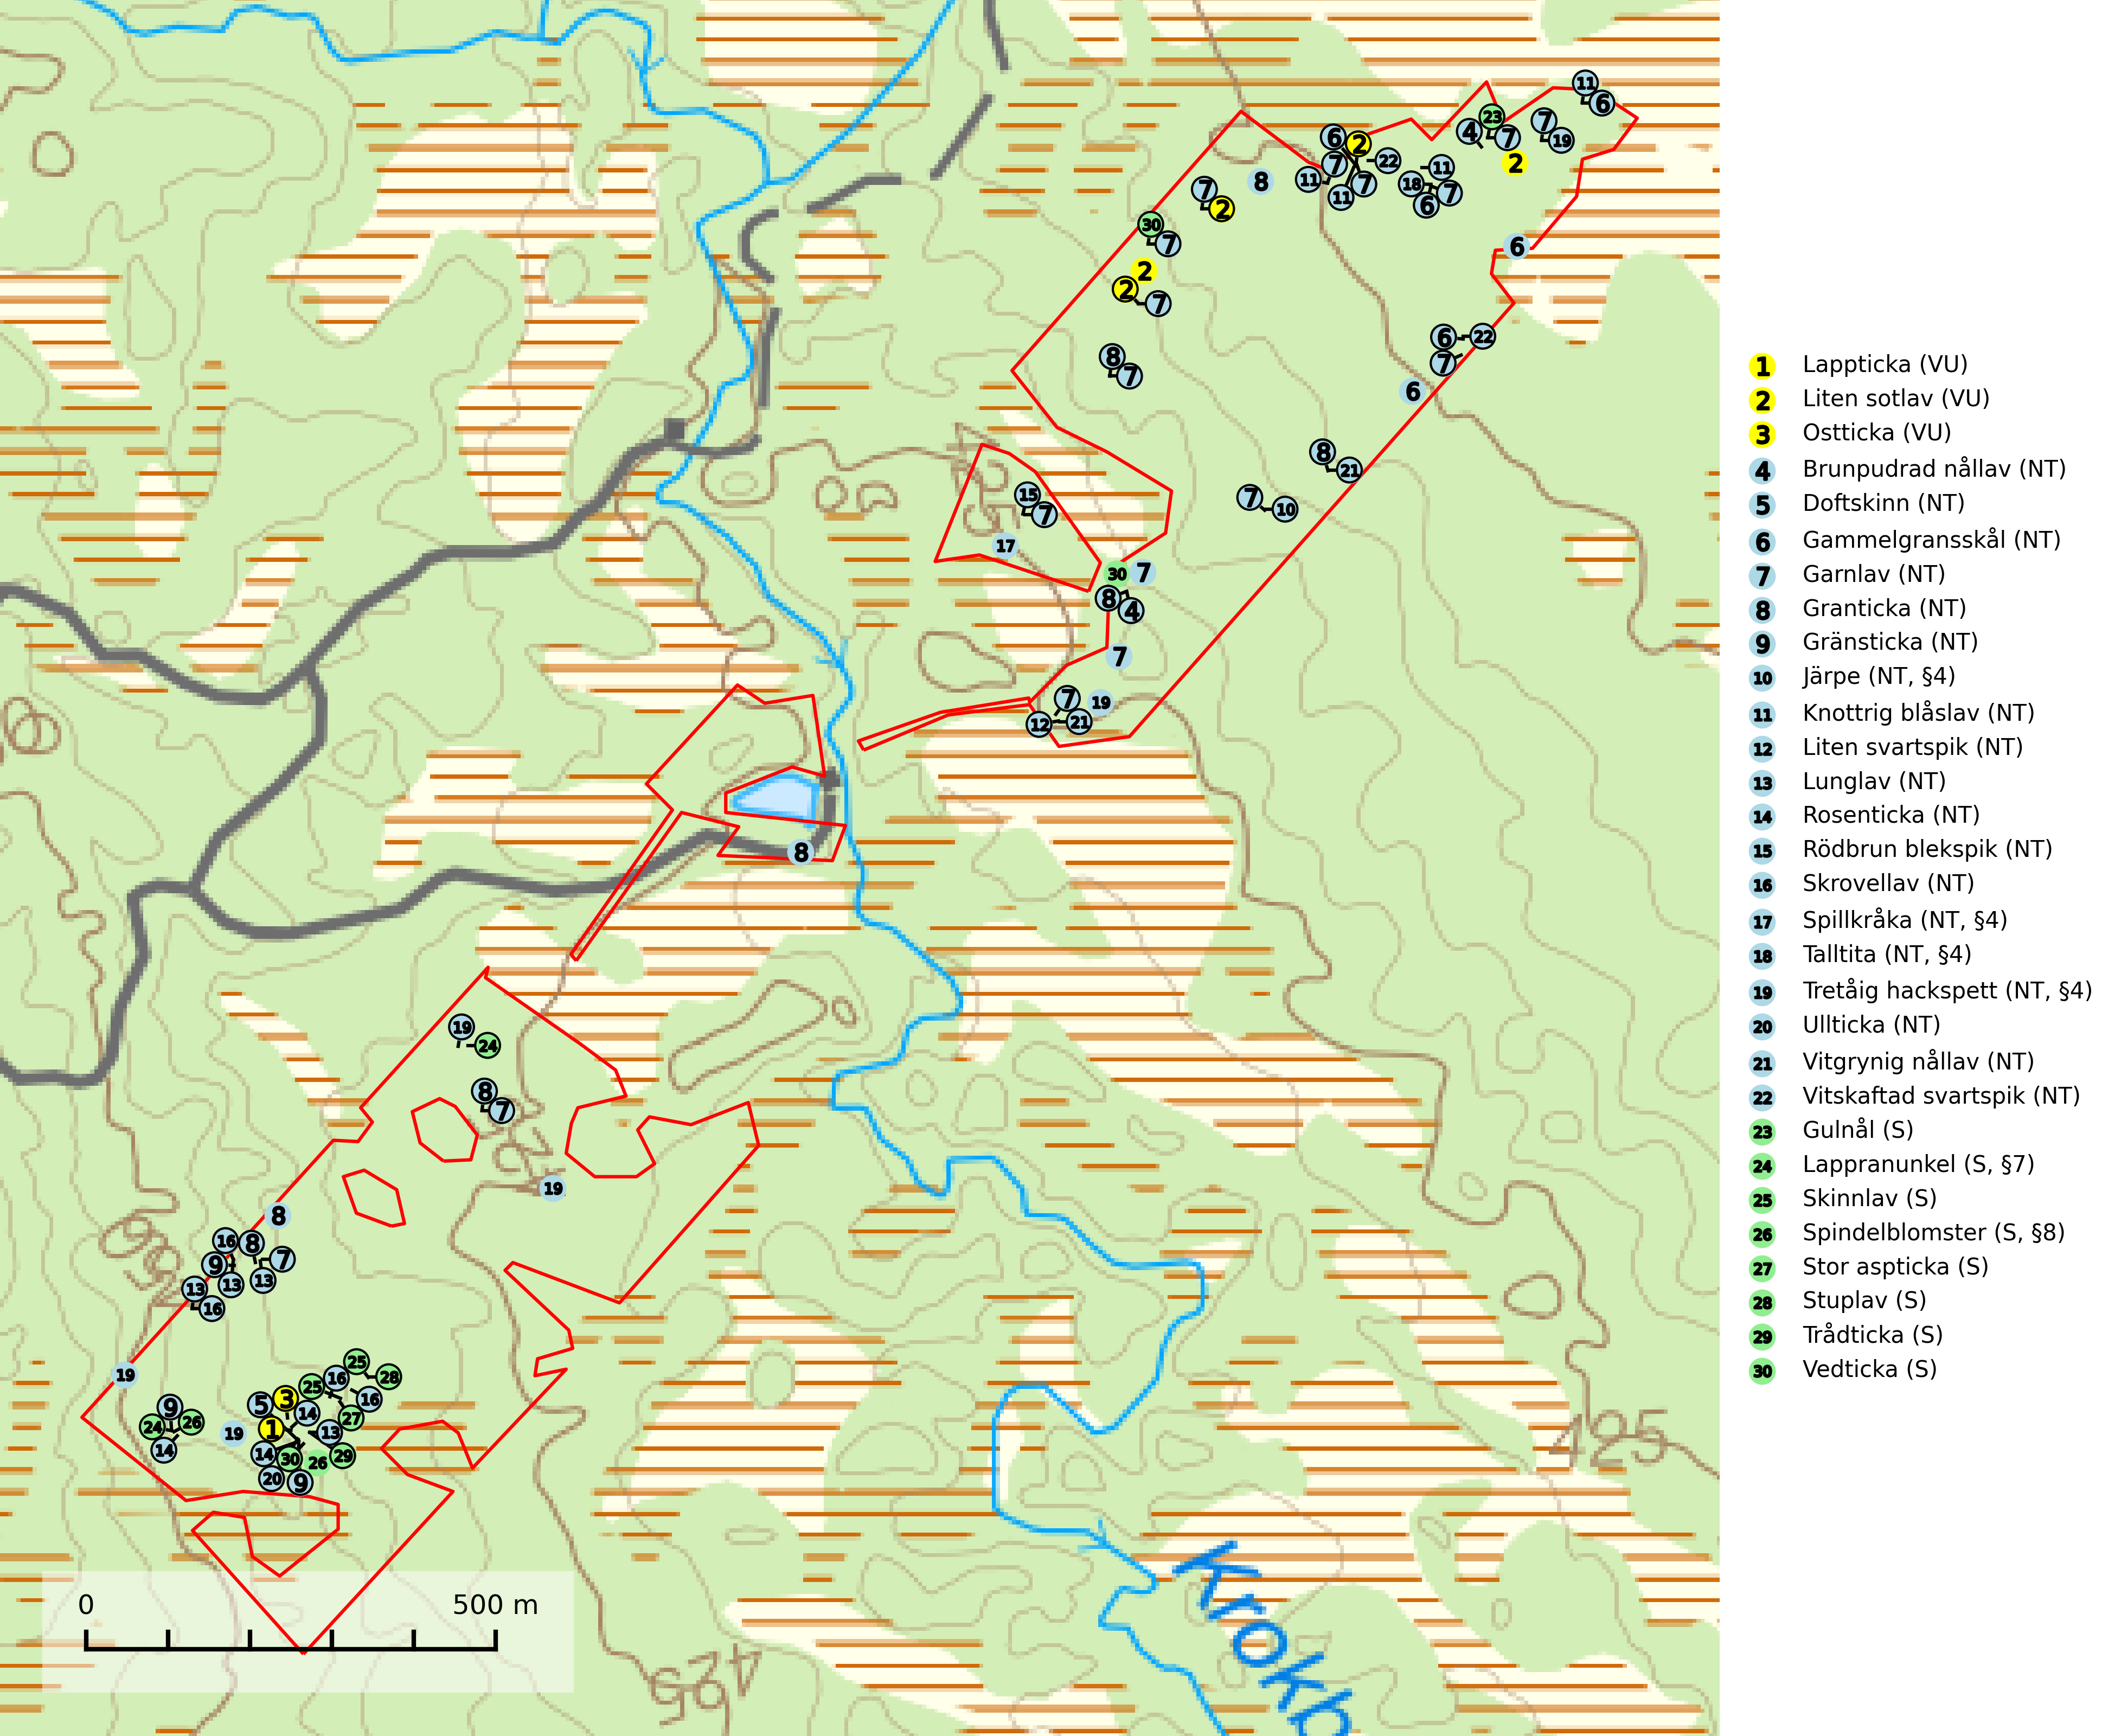 11
6
23
7
4
7
19
6
2
2
22
7
11
8
11
7
18
7
7
11
6
2
30
7
6
2
2
7
6
22
8
7
7
6
8
21
15
7
7
10
17
30
7
8
4
7
7
19
12
21
8
19
24
8
7
19
8
16
8
9
7
13
13
13
16
19
25
16
28
25
3
5
16
9
14
27
24
26
1
13
19
14
14
30
26
29
20
9
425
425
425
Krokb
0 500 m
1 Lappticka (VU)
2 Liten sotlav (VU)
3 Ostticka (VU)
4 Brunpudrad nållav (NT)
5 Doftskinn (NT)
6 Gammelgransskål (NT)
7 Garnlav (NT)
8 Granticka (NT)
9 Gränsticka (NT)
10 Järpe (NT, §4)
11 Knottrig blåslav (NT)
12 Liten svartspik (NT)
13 Lunglav (NT)
14 Rosenticka (NT)
15 Rödbrun blekspik (NT)
16 Skrovellav (NT)
17 Spillkråka (NT, §4)
18 Talltita (NT, §4)
19 Tretåig hackspett (NT, §4)
20 Ullticka (NT)
21 Vitgrynig nållav (NT)
22 Vitskaftad svartspik (NT)
23 Gulnål (S)
24 Lappranunkel (S, §7)
25 Skinnlav (S)
26 Spindelblomster (S, §8)
27 Stor aspticka (S)
28 Stuplav (S)
29 Trådticka (S)
30 Vedticka (S)